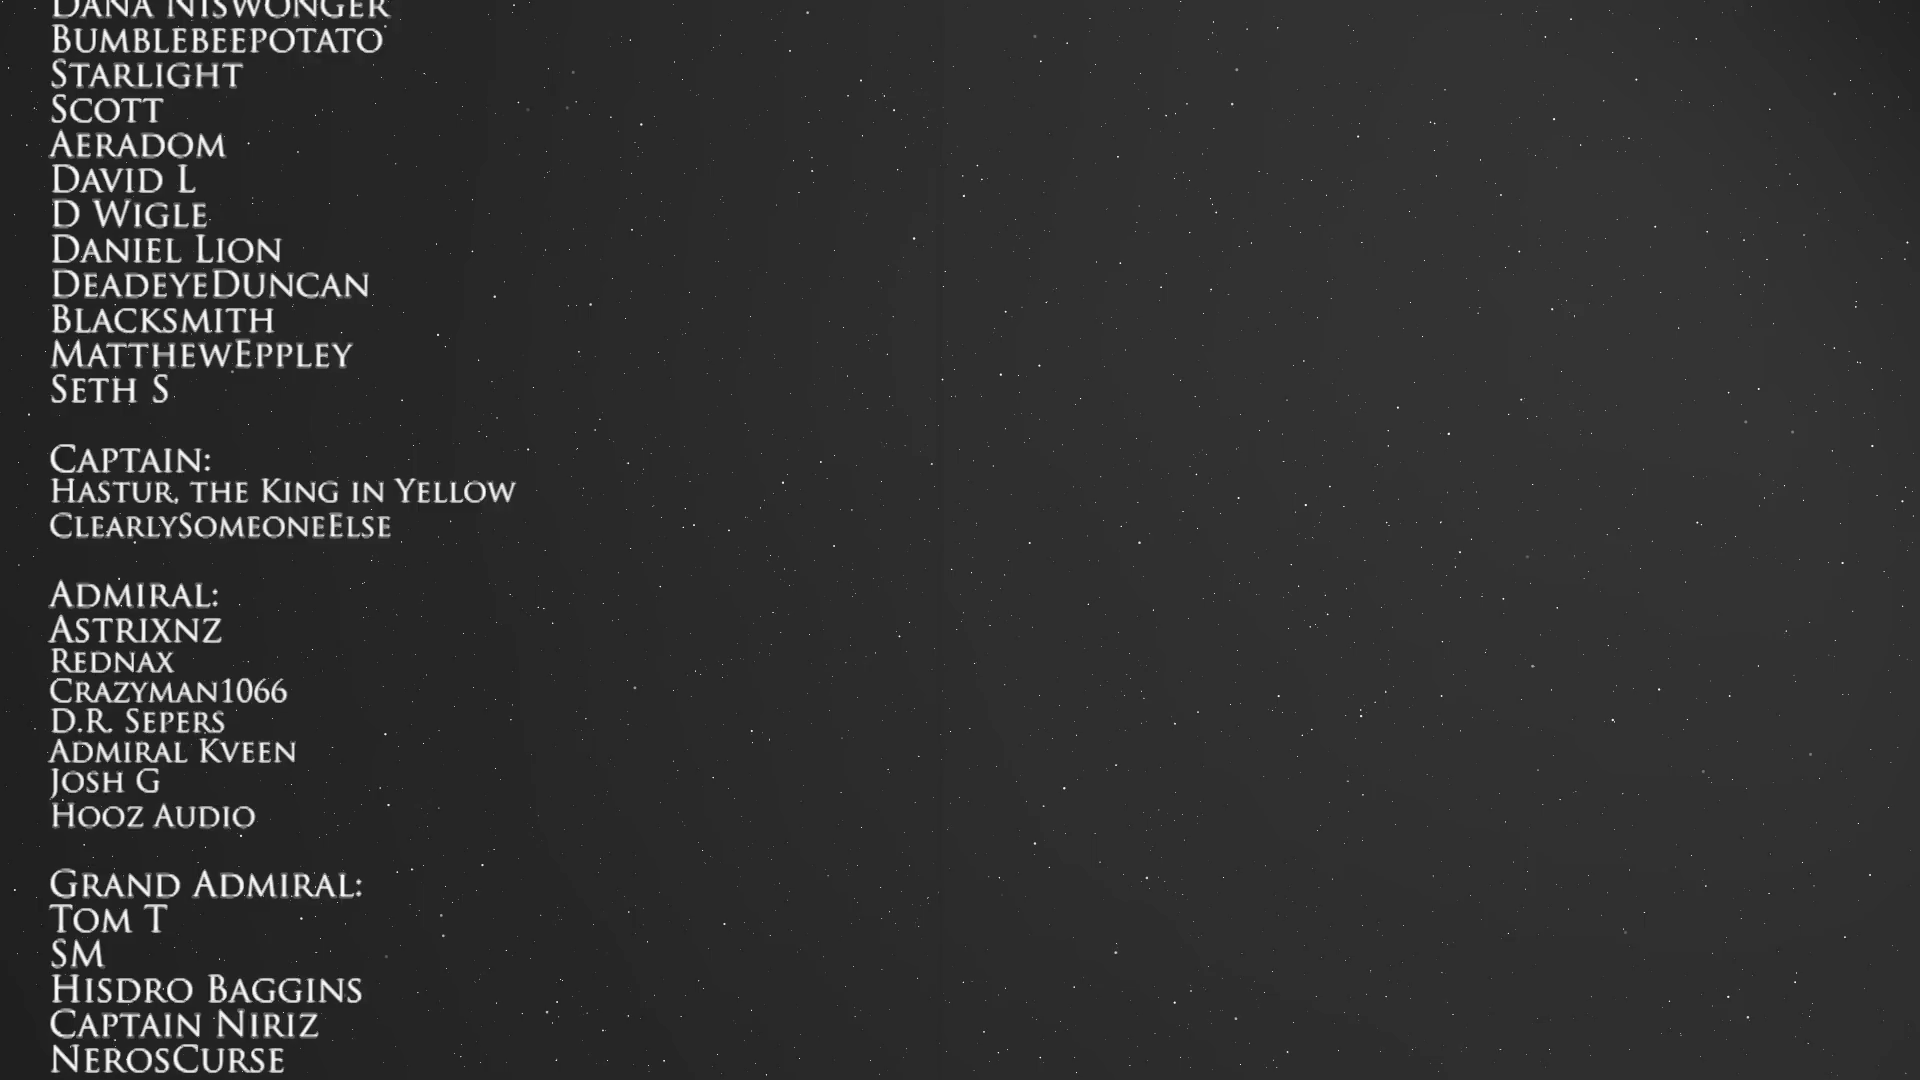 Dana Niswonger
Bumblebeepotato
Starlight
Scott
Aeradom
David L
D Wigle
Daniel Lion
DeadeyeDuncan
Blacksmith
MatthewEppley
Seth S
Captain:
Hastur, the King in Yellow
ClearlySomeoneElse
Admiral:
Astrixnz
Rednax
Crazyman1066
D.R. Sepers
Admiral Kveen
Josh G
Hooz Audio
Grand Admiral:
Tom T
SM
Hisdro Baggins
Captain Niriz
NerosCurse